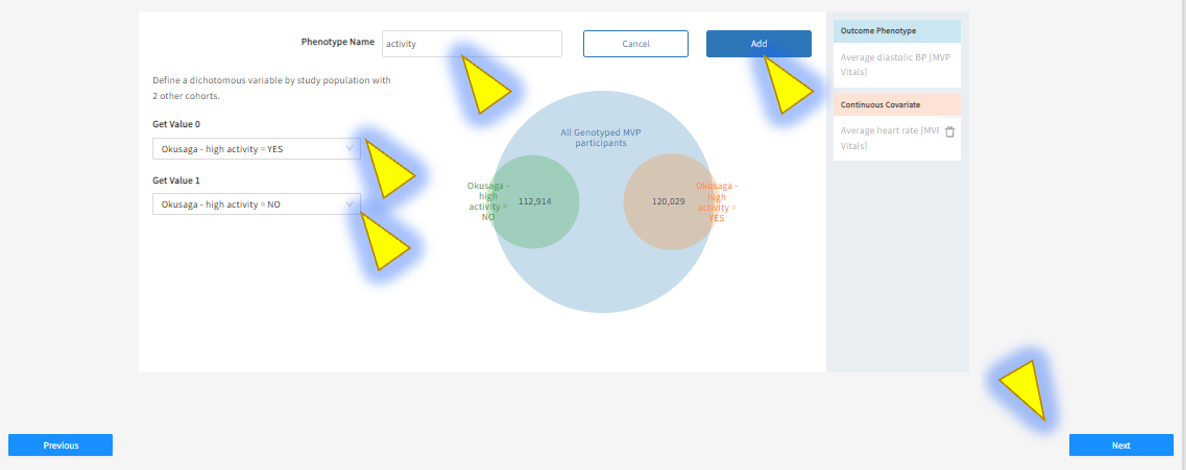 Phenotype Name
activity
Cancel
Add
Define a dichotomous variable by study population with
2 other cohorts.
Get Value 0
Okusaga - high activity = YES
Get Value 1
Okusaga - high activity = NO
All Genotyped MVP
participants
Okusaga -
high
activity =
NO
112,914
120,029
Okusaga -
high
activity =
YES
Outcome Phenotype
Average diastolic BP [MVP
Vitals]
Continuous Covariate
Average heart rate [MVP
Vitals]
Previous
Next